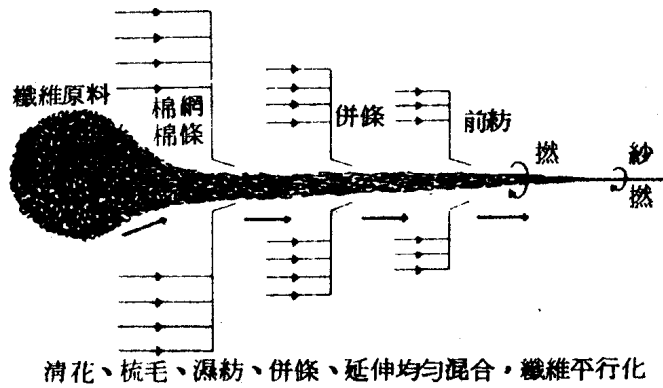 纖維原料
棉網
棉條
併條
前紡
撚
紗
撚
清花、梳毛、濕紡、併條、延伸均勻混合，纖維平行化